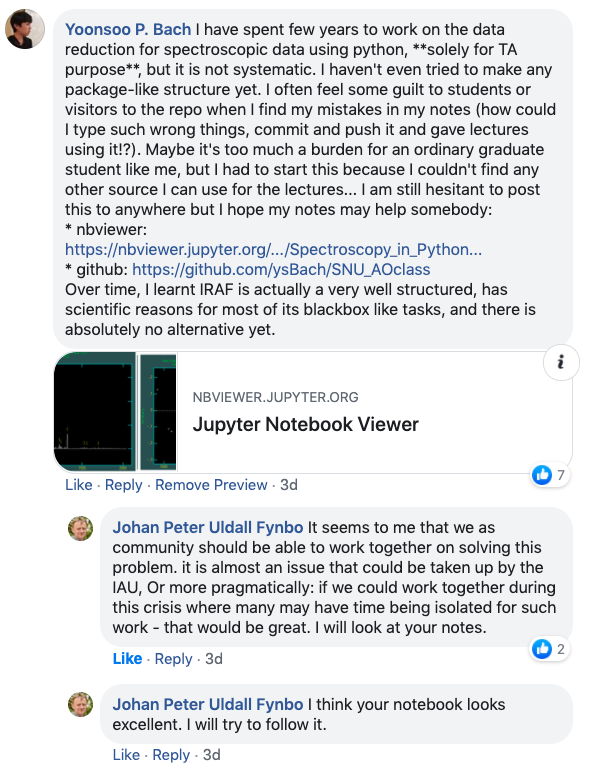 Yoonsoo P. Bach I have spent few years to work on the data
reduction for spectroscopic data using python, **solely for TA
purpose**, but it is not systematic. I haven't even tried to make any
package-like structure yet. I often feel some guilt to students or
visitors to the repo when I find my mistakes in my notes (how could
I type such wrong things, commit and push it and gave lectures
using it!?). Maybe it's too much a burden for an ordinary graduate
student like me, but I had to start this because I couldn't find any
other source I can use for the lectures... I am still hesitant to post
this to anywhere but I hope my notes may help somebody:
* nbviewer:
https://nbviewer.jupyter.org/.../Spectroscopy_in_Python...
* github: https://github.com/ysBach/SNU_AOclass
Over time, I learnt IRAF is actually a very well structured, has
scientific reasons for most of its blackbox like tasks, and there is
absolutely no alternative yet.
i
NBVIEWER.JUPYTER.ORG
Jupyter Notebook Viewer
7
Like · Reply · Remove Preview · 3d
Johan Peter Uldall Fynbo It seems to me that we as
community should be able to work together on solving this
problem. it is almost an issue that could be taken up by the
IAU, Or more pragmatically: if we could work together during
this crisis where many may have time being isolated for such
work - that would be great. I will look at your notes.
2
Like · Reply · 3d
Johan Peter Uldall Fynbo I think your notebook looks
excellent. I will try to follow it.
Like · Reply · 3d